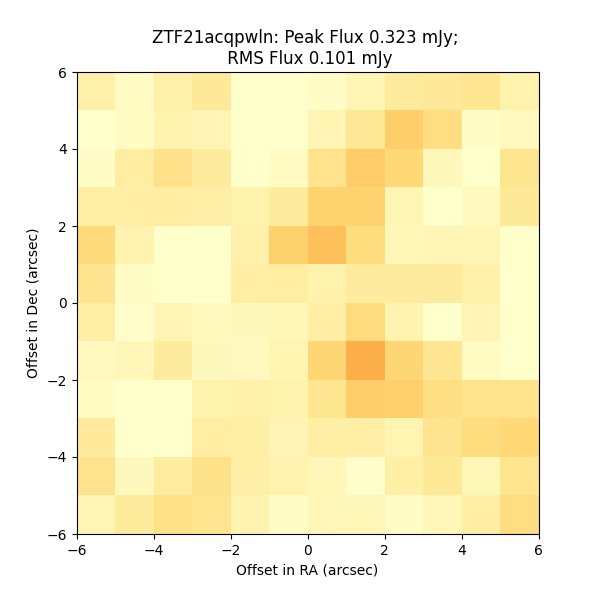 ZTF21acqpwln: Peak Flux 0.323 mJy;
RMS Flux 0.101 mJy
6
4
2
0
−2
−4
−6
Offset in Dec (arcsec)
−6 −4 −2 0 2 4 6
Offset in RA (arcsec)